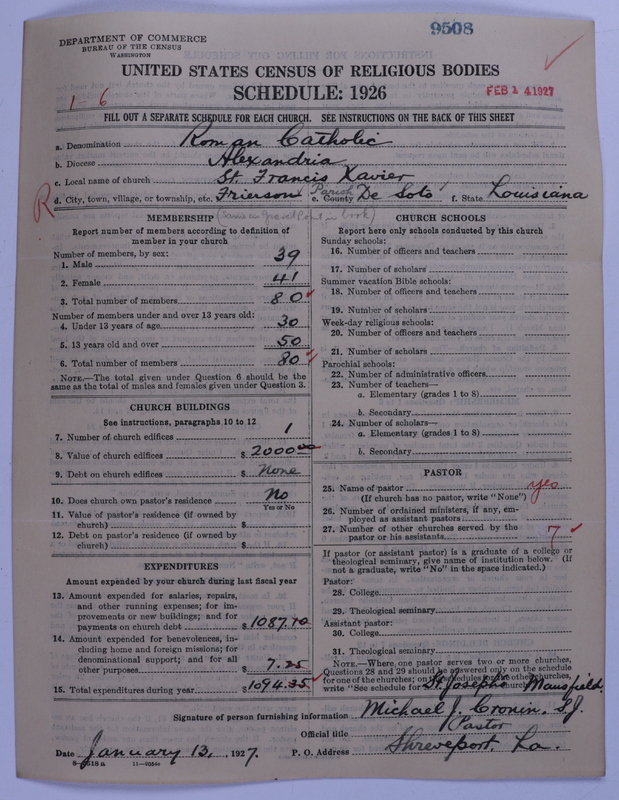 9508
DEPARTMENT OF COMMERCE
BUREAU OF THE CENSUS
WASHINGTON
UNITED STATES CENSUS OF RELIGIOUS BODIES
SCHEDULE: 1926
FEB 14 1927
1-6
FILL OUT A SEPARATE SCHEDULE FOR EACH CHURCH. SEE INSTRUCTIONS ON THE BACK OF THIS SHEET
a. Denomination Roman Catholic
b. Diocese Alexandria
c. Local name of church St. Francis Xavier
R d. City, town, village, or township, etc. Frierson e. County Parish De Soto f. State Louisiana
MEMBERSHIP
Report number of members according to definition of
member in your church
Number of members, by sex:
1. Male 39
2. Female 41
3. Total number of members 80
Number of members under and over 13 years old:
4. Under 13 years of age 30
5. 13 years old and over 50
6. Total number of members 80
NOTE.—The total given under Question 6 should be the
same as the total of males and females given under Question 3.
CHURCH BUILDINGS
See instructions, paragraphs 10 to 12
7. Number of church edifices 1
8. Value of church edifices $ 2000.00
9. Debt on church edifices $ None
10. Does church own pastor's residence No
Yes or No
11. Value of pastor's residence (if owned by
church) $
12. Debt on pastor's residence (if owned by
church) $
EXPENDITURES
Amount expended by your church during last fiscal year
13. Amount expended for salaries, repairs,
and other running expenses; for im-
provements or new buildings; and for
payments on church debt $ 1087.10
14. Amount expended for benevolences, in-
cluding home and foreign missions; for
denominational support; and for all
other purposes $ 7.25
15. Total expenditures during year $ 1094.35
CHURCH SCHOOLS
Report here only schools conducted by this church
Sunday schools:
16. Number of officers and teachers
17. Number of scholars
Summer vacation Bible schools:
18. Number of officers and teachers
19. Number of scholars
Week-day religious schools:
20. Number of officers and teachers
21. Number of scholars
Parochial schools:
22. Number of administrative officers
23. Number of teachers—
a. Elementary (grades 1 to 8)
b. Secondary
24. Number of scholars—
a. Elementary (grades 1 to 8)
b. Secondary
PASTOR
25. Name of pastor yes
(If church has no pastor, write "None")
26. Number of ordained ministers, if any, em-
ployed as assistant pastors
27. Number of other churches served by the
pastor or his assistants 7
If pastor (or assistant pastor) is a graduate of a college or
theological seminary, give name of institution below. (If
not a graduate, write "No" in the space indicated.)
Pastor:
28. College
29. Theological seminary
Assistant pastor:
30. College
31. Theological seminary
NOTE.—Where one pastor serves two or more churches,
Questions 28 and 29 should be answered only on the schedule
for one of the churches; on the schedules for the other churches,
write "See schedule for St. Josephs church, Mansfield.
Signature of person furnishing information Michael J. Cronin, S.J.
Official title Pastor
Date January 13, 1927. P. O. Address Shreveport, La.